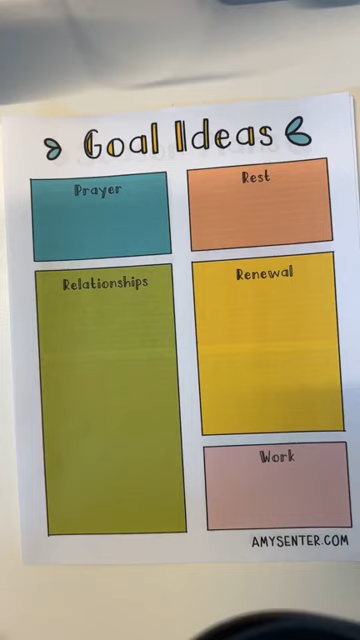 Goal Ideas
Prayer
Rest
Relationships
Renewal
Work
AMYSENTER.COM